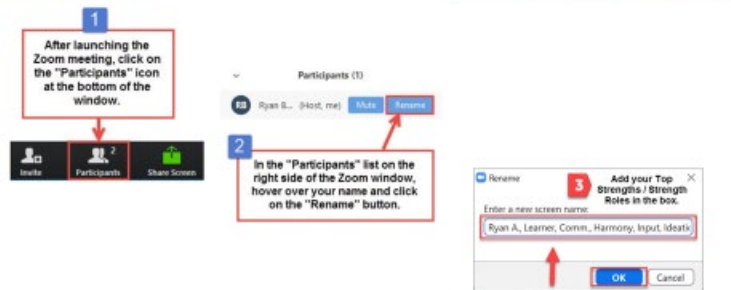 1
After launching the
Zoom meeting, click on
the "Participants" icon
at the bottom of the
window.
2
Invite
Participants
Share Screen
Participants (1)
RB
Ryan B... (Host, me)
Mute
Rename
2
In the "Participants" list on the
right side of the Zoom window,
hover over your name and click
on the "Rename" button.
Rename
3
Add your Top
Strengths / Strength
Roles in the box.
Enter a new screen name:
Ryan A., Learner, Comm., Harmony, Input, Ideatic
OK
Cancel